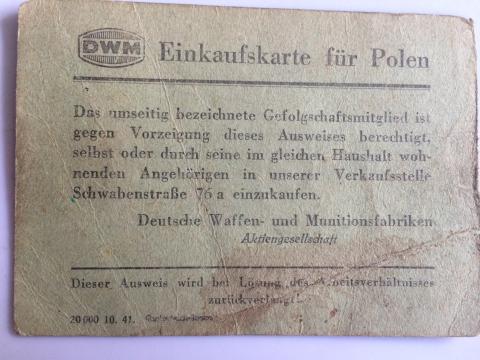 DWM Einkaufskarte für Polen
Das umseitig bezeichnete Gefolgschaftsmitglied ist
gegen Vorzeigung dieses Ausweises berechtigt,
selbst oder durch seine im gleichen Haushalt woh-
nenden Angehörigen in unserer Verkaufsstelle
Schwabenstraße 76 a einzukaufen.
Deutsche Waffen- und Munitionsfabriken
Aktiengesellschaft
Dieser Ausweis wird bei Lösung des Arbeitsverhältnisses
zurückverlangt!
20 000 10. 41.